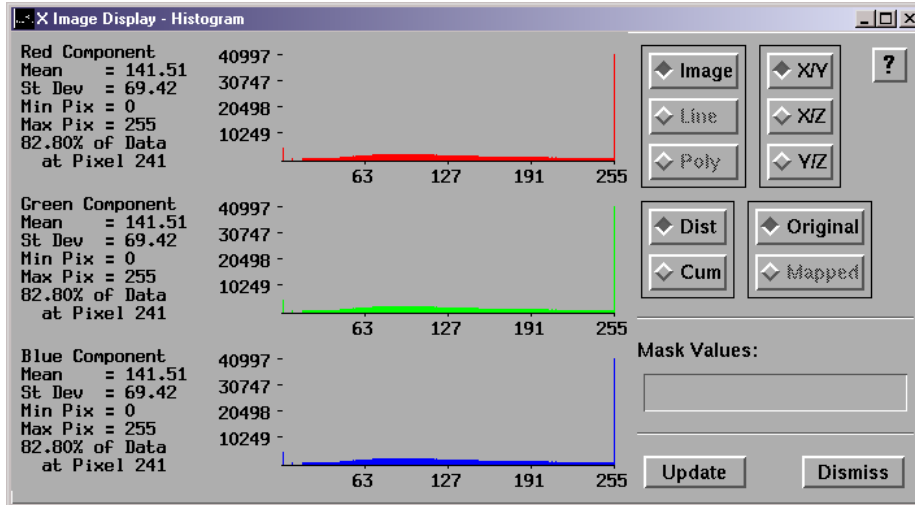 X Image Display - Histogram
Red Component
Mean = 141.51
St Dev = 69.42
Min Pix = 0
Max Pix = 255
82.80% of Data
at Pixel 241
40997
30747
20498
10249
63 127 191 255
Green Component
Mean = 141.51
St Dev = 69.42
Min Pix = 0
Max Pix = 255
82.80% of Data
at Pixel 241
40997
30747
20498
10249
63 127 191 255
Blue Component
Mean = 141.51
St Dev = 69.42
Min Pix = 0
Max Pix = 255
82.80% of Data
at Pixel 241
40997
30747
20498
10249
63 127 191 255
Image
Line
Poly
X/Y
X/Z
Y/Z
?
Dist
Cum
Original
Mapped
Mask Values:
Update Dismiss